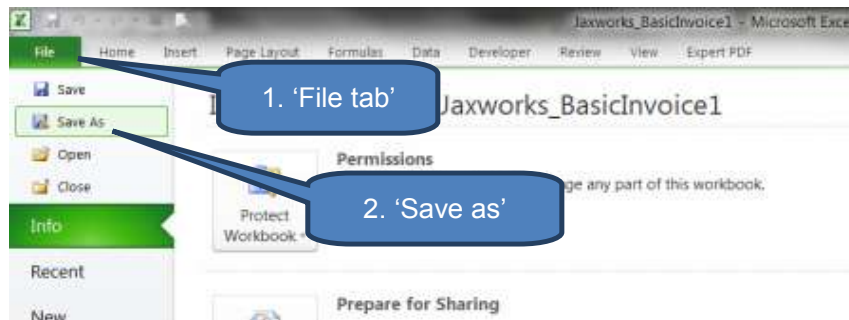 Jaxworks_BasicInvoice1 - Microsoft Exce
File Home Insert Page Layout Formulas Data Developer Review View Expert PDF
1. ‘File tab’
Save
Save As
Open
Close
Info
Recent
New
I Jaxworks_BasicInvoice1
Permissions
ge any part of this workbook.
2. ‘Save as’
Protect
Workbook
Prepare for Sharing